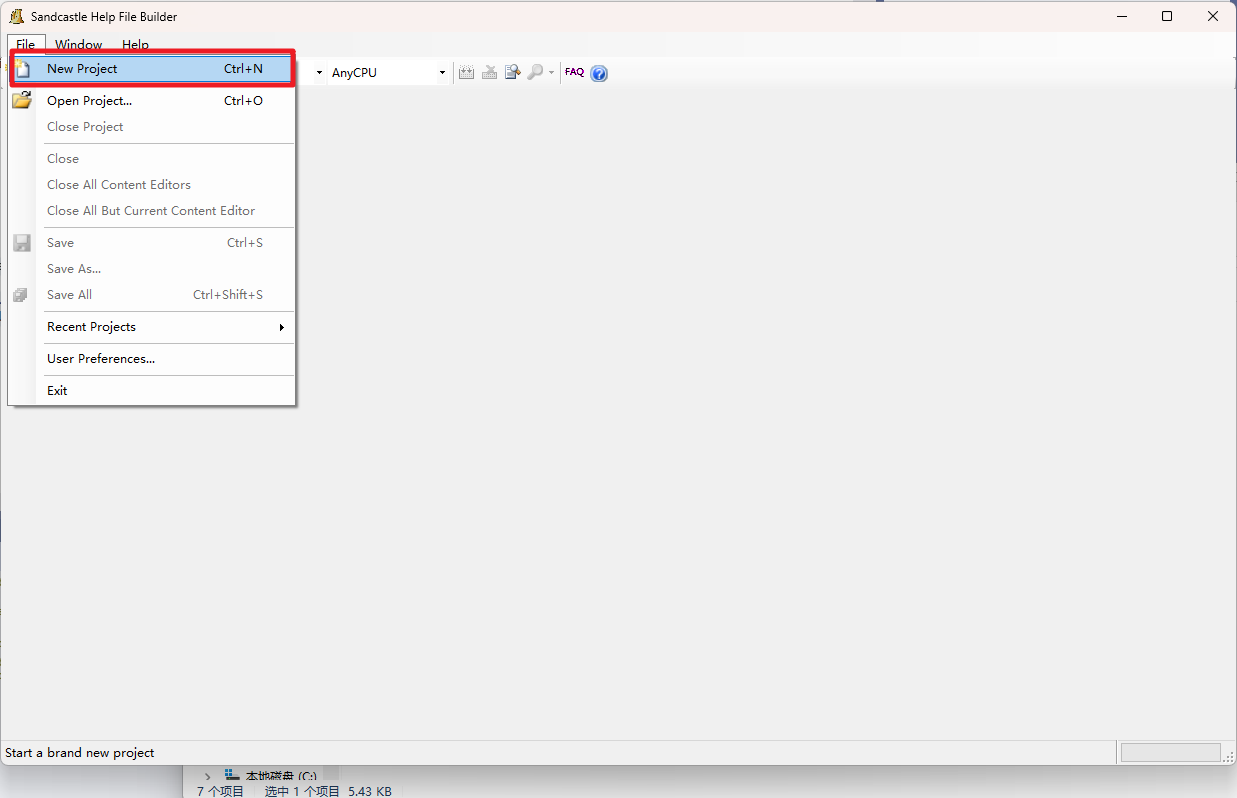 Sandcastle Help File Builder
File Window Help
New Project Ctrl+N
AnyCPU FAQ
Open Project... Ctrl+O
Close Project
Close
Close All Content Editors
Close All But Current Content Editor
Save Ctrl+S
Save As...
Save All Ctrl+Shift+S
Recent Projects
User Preferences...
Exit
Start a brand new project
本地磁盘 (C:)
7 个项目 选中 1 个项目 5.43 KB